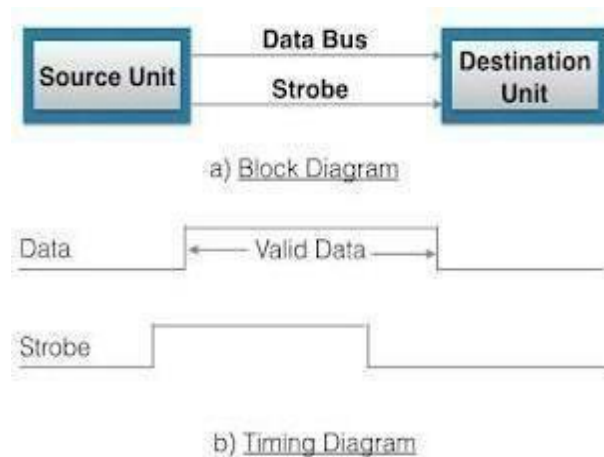 Source Unit
Data Bus
Strobe
Destination
Unit
a) Block Diagram
Data
Valid Data
Strobe
b) Timing Diagram